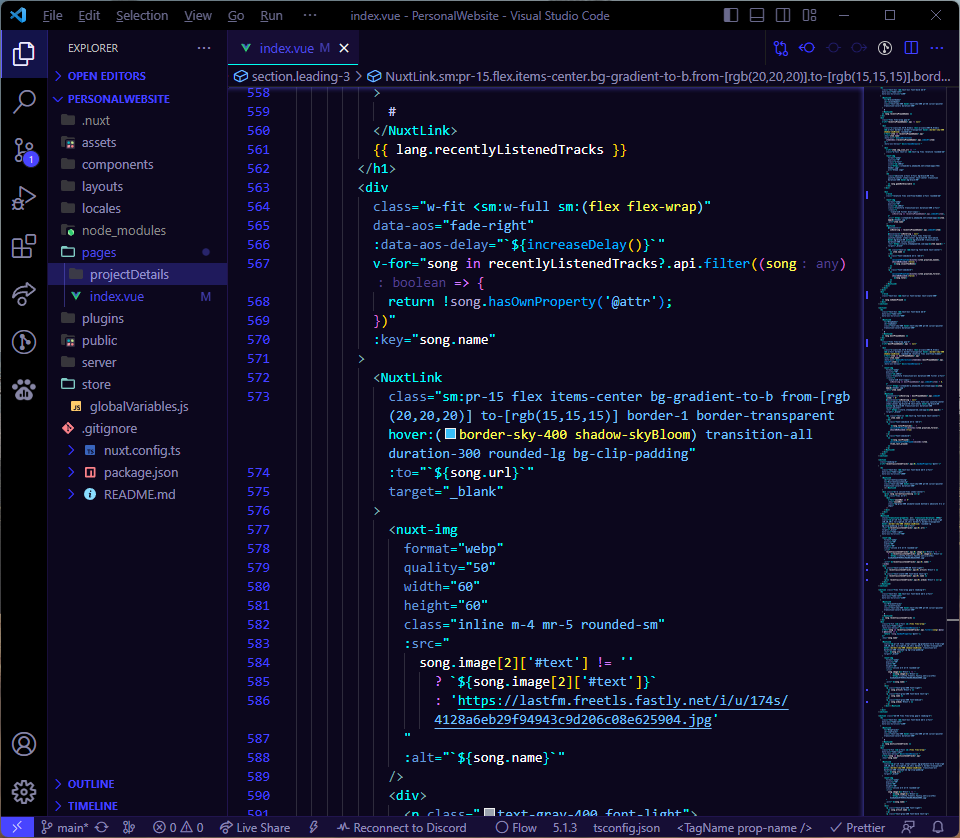 File Edit Selection View Go Run ··· index.vue - PersonalWebsite - Visual Studio Code
EXPLORER ···
OPEN EDITORS
PERSONALWEBSITE
.nuxt
assets
components
layouts
locales
node_modules
pages
projectDetails
index.vue M
plugins
public
server
store
globalVariables.js
.gitignore
nuxt.config.ts
package.json
README.md
OUTLINE
TIMELINE
1
index.vue M
section.leading-3 > NuxtLink.sm:pr-15.flex.items-center.bg-gradient-to-b.from-[rgb(20,20,20)].to-[rgb(15,15,15)].bord...
558 >
559 #
560 </NuxtLink>
561 {{ lang.recentlyListenedTracks }}
562 </h1>
563 <div
564 class="w-fit <sm:w-full sm:(flex flex-wrap)"
565 data-aos="fade-right"
566 :data-aos-delay="`${increaseDelay()}`"
567 v-for="song in recentlyListenedTracks?.api.filter((song : any)
: boolean => {
568 return !song.hasOwnProperty('@attr');
569 })"
570 :key="song.name"
571 >
572 <NuxtLink
573 class="sm:pr-15 flex items-center bg-gradient-to-b from-[rgb
(20,20,20)] to-[rgb(15,15,15)] border-1 border-transparent
hover:(border-sky-400 shadow-skyBloom) transition-all
duration-300 rounded-lg bg-clip-padding"
574 :to="`${song.url}`"
575 target="_blank"
576 >
577 <nuxt-img
578 format="webp"
579 quality="50"
580 width="60"
581 height="60"
582 class="inline m-4 mr-5 rounded-sm"
583 :src="
584 song.image[2]['#text'] != ''
585 ? `${song.image[2]['#text']}`
586 : 'https://lastfm.freetls.fastly.net/i/u/174s/
4128a6eb29f94943c9d206c08e625904.jpg'
587 "
588 :alt="`${song.name}`"
589 />
590 <div>
591 <p class="text-gray-400 font-light">
main* 0 0 Live Share Reconnect to Discord Flow 5.1.3 tsconfig.json <TagName prop-name /> Prettier